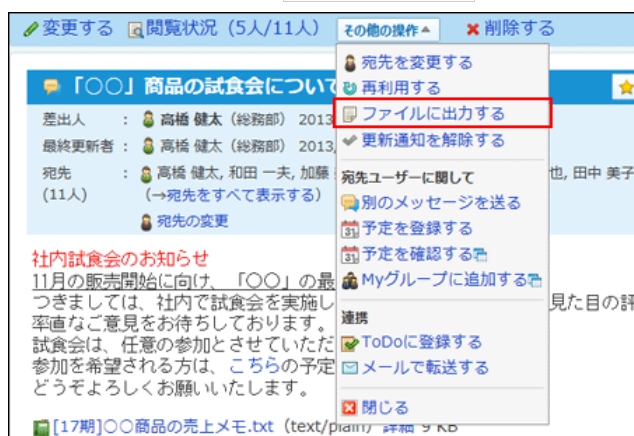 変更する 閲覧状況（5人/11人） その他の操作▲ 削除する
「○○」商品の試食会につい
差出人 ： 高橋 健太（総務部） 2013
最終更新者： 高橋 健太（総務部） 2013,
宛先 ： 高橋 健太, 和田 一夫, 加藤 也, 田中 美子
(11人) (→宛先をすべて表示する)
宛先の変更
社内試食会のお知らせ
11月の販売開始に向け、「○○」の最
つきましては、社内で試食会を実施し 見た目の評
率直なご意見をお待ちしております。
試食会は、任意の参加とさせていただ
参加を希望される方は、こちらの予定
どうぞよろしくお願いいたします。
[17期]○○商品の売上メモ.txt（text/plain）詳細 9 KB
宛先を変更する
再利用する
ファイルに出力する
更新通知を解除する
宛先ユーザーに関して
別のメッセージを送る
予定を登録する
予定を確認する
Myグループに追加する
連携
ToDoに登録する
メールで転送する
閉じる